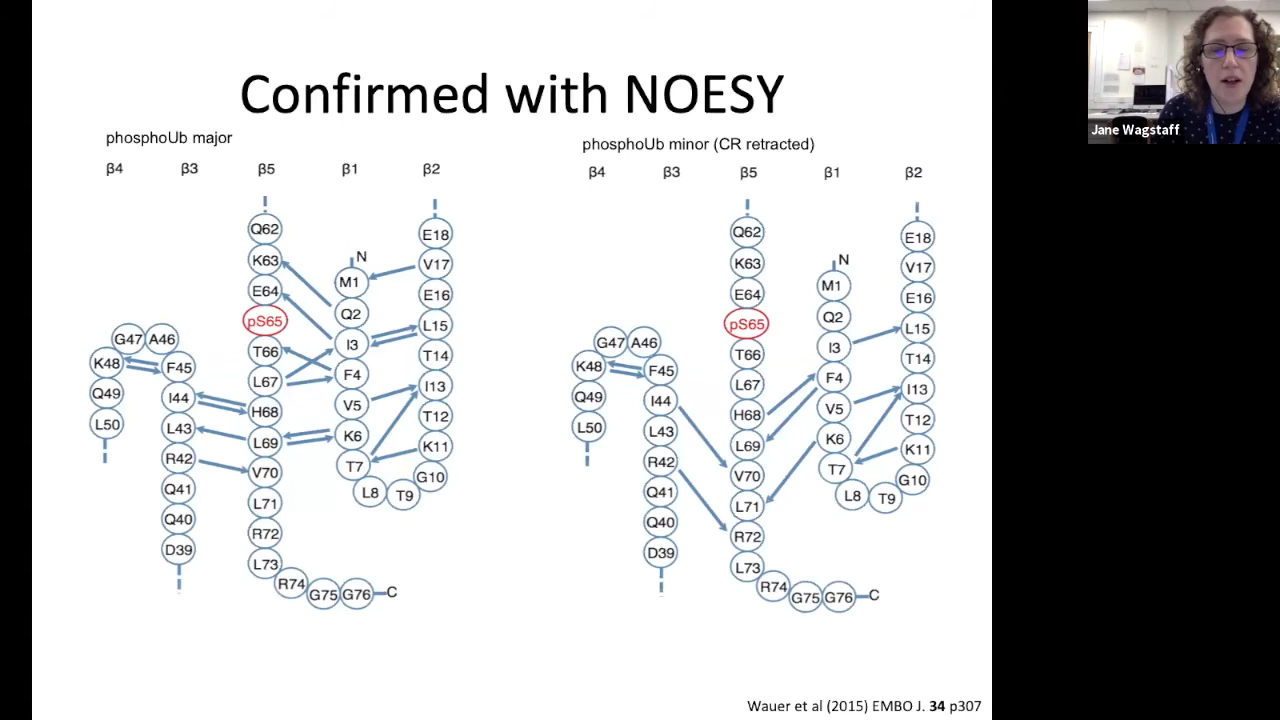 Confirmed with NOESY
phosphoUb major
β4 β3 β5 β1 β2
Q62
K63
E64
pS65
T66
L67
H68
L69
V70
L71
R72
L73
R74
G75
G76
C
N
M1
Q2
I3
F4
V5
K6
T7
L8
T9
G10
K11
T12
I13
T14
L15
E16
V17
E18
G47
A46
K48
F45
Q49
I44
L50
L43
R42
Q41
Q40
D39
phosphoUb minor (CR retracted)
β4 β3 β5 β1 β2
Q62
K63
E64
pS65
T66
L67
H68
L69
V70
L71
R72
L73
R74
G75
G76
C
N
M1
Q2
I3
F4
V5
K6
T7
L8
T9
G10
K11
T12
I13
T14
L15
E16
V17
E18
G47
A46
K48
F45
Q49
I44
L50
L43
R42
Q41
Q40
D39
Wauer et al (2015) EMBO J. 34 p307
Jane Wagstaff